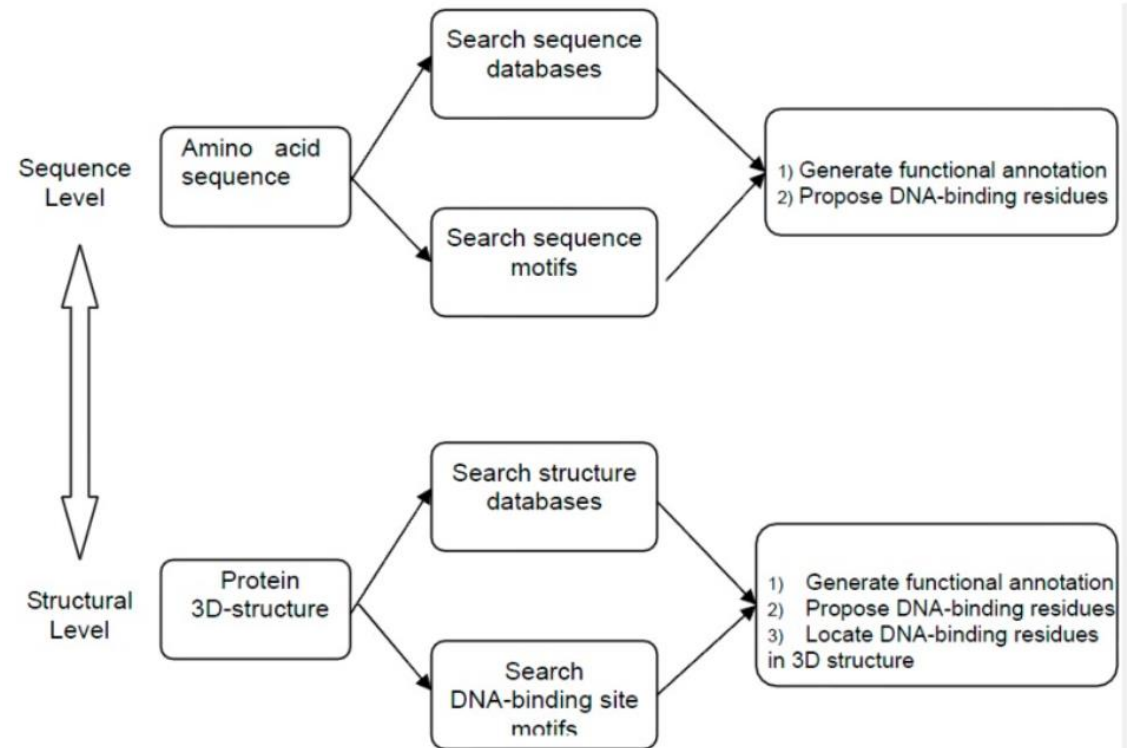 Search sequence
databases
Amino acid
sequence
Sequence
Level
1) Generate functional annotation
2) Propose DNA-binding residues
Search sequence
motifs
Search structure
databases
Protein
3D-structure
Structural
Level
1) Generate functional annotation
2) Propose DNA-binding residues
3) Locate DNA-binding residues
in 3D structure
Search
DNA-binding site
motifs